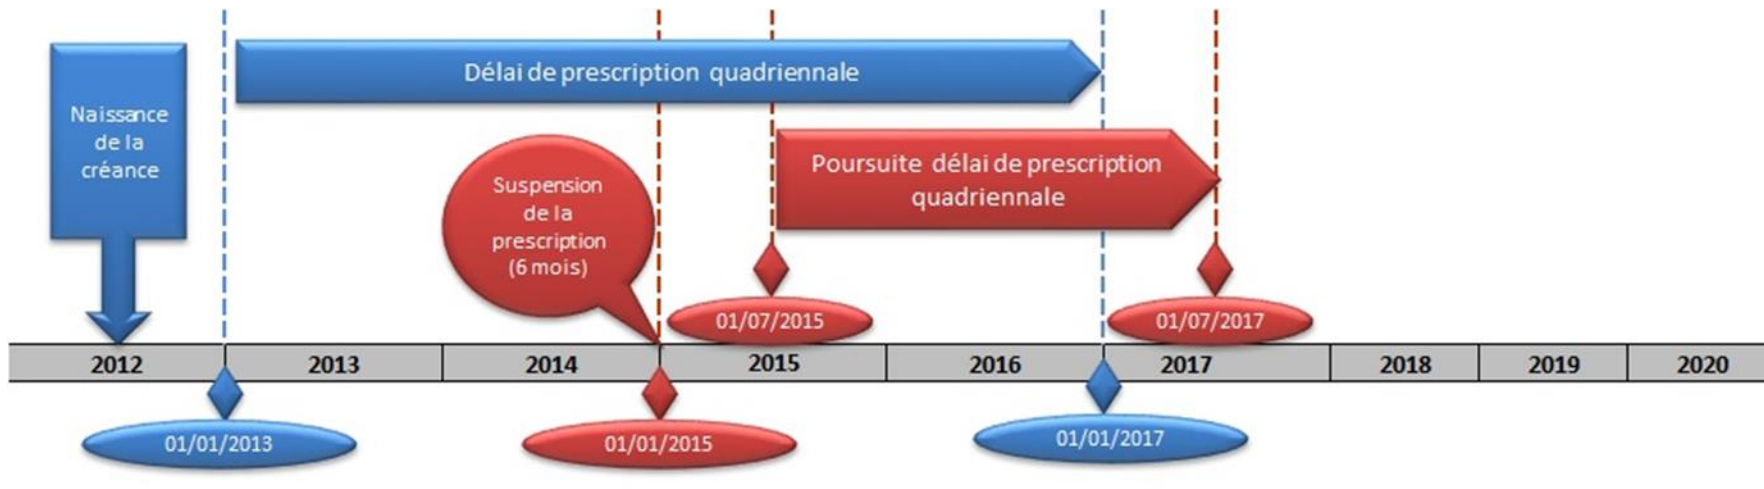 Délai de prescription quadriennale
Naissance
de la
créance
Suspension
de la
prescription
(6 mois)
Poursuite délai de prescription
quadriennale
01/07/2015
01/07/2017
2012
2013
2014
2015
2016
2017
2018
2019
2020
01/01/2013
01/01/2015
01/01/2017